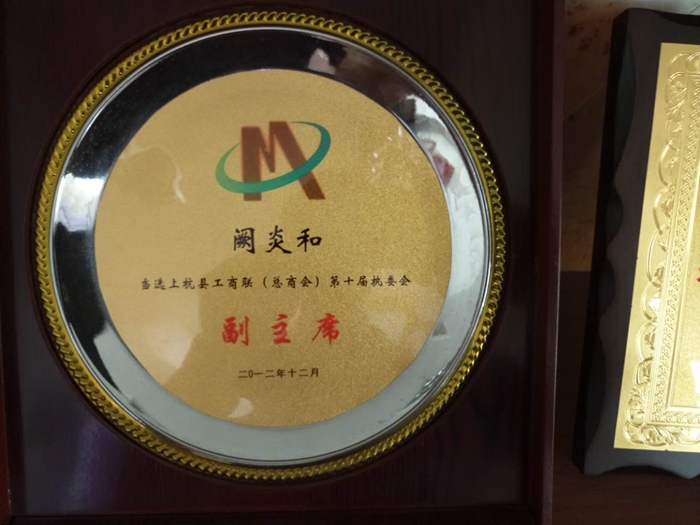 阙炎和
当选上杭县工商联（总商会）第十届执委会
副主席
二0一二年十二月